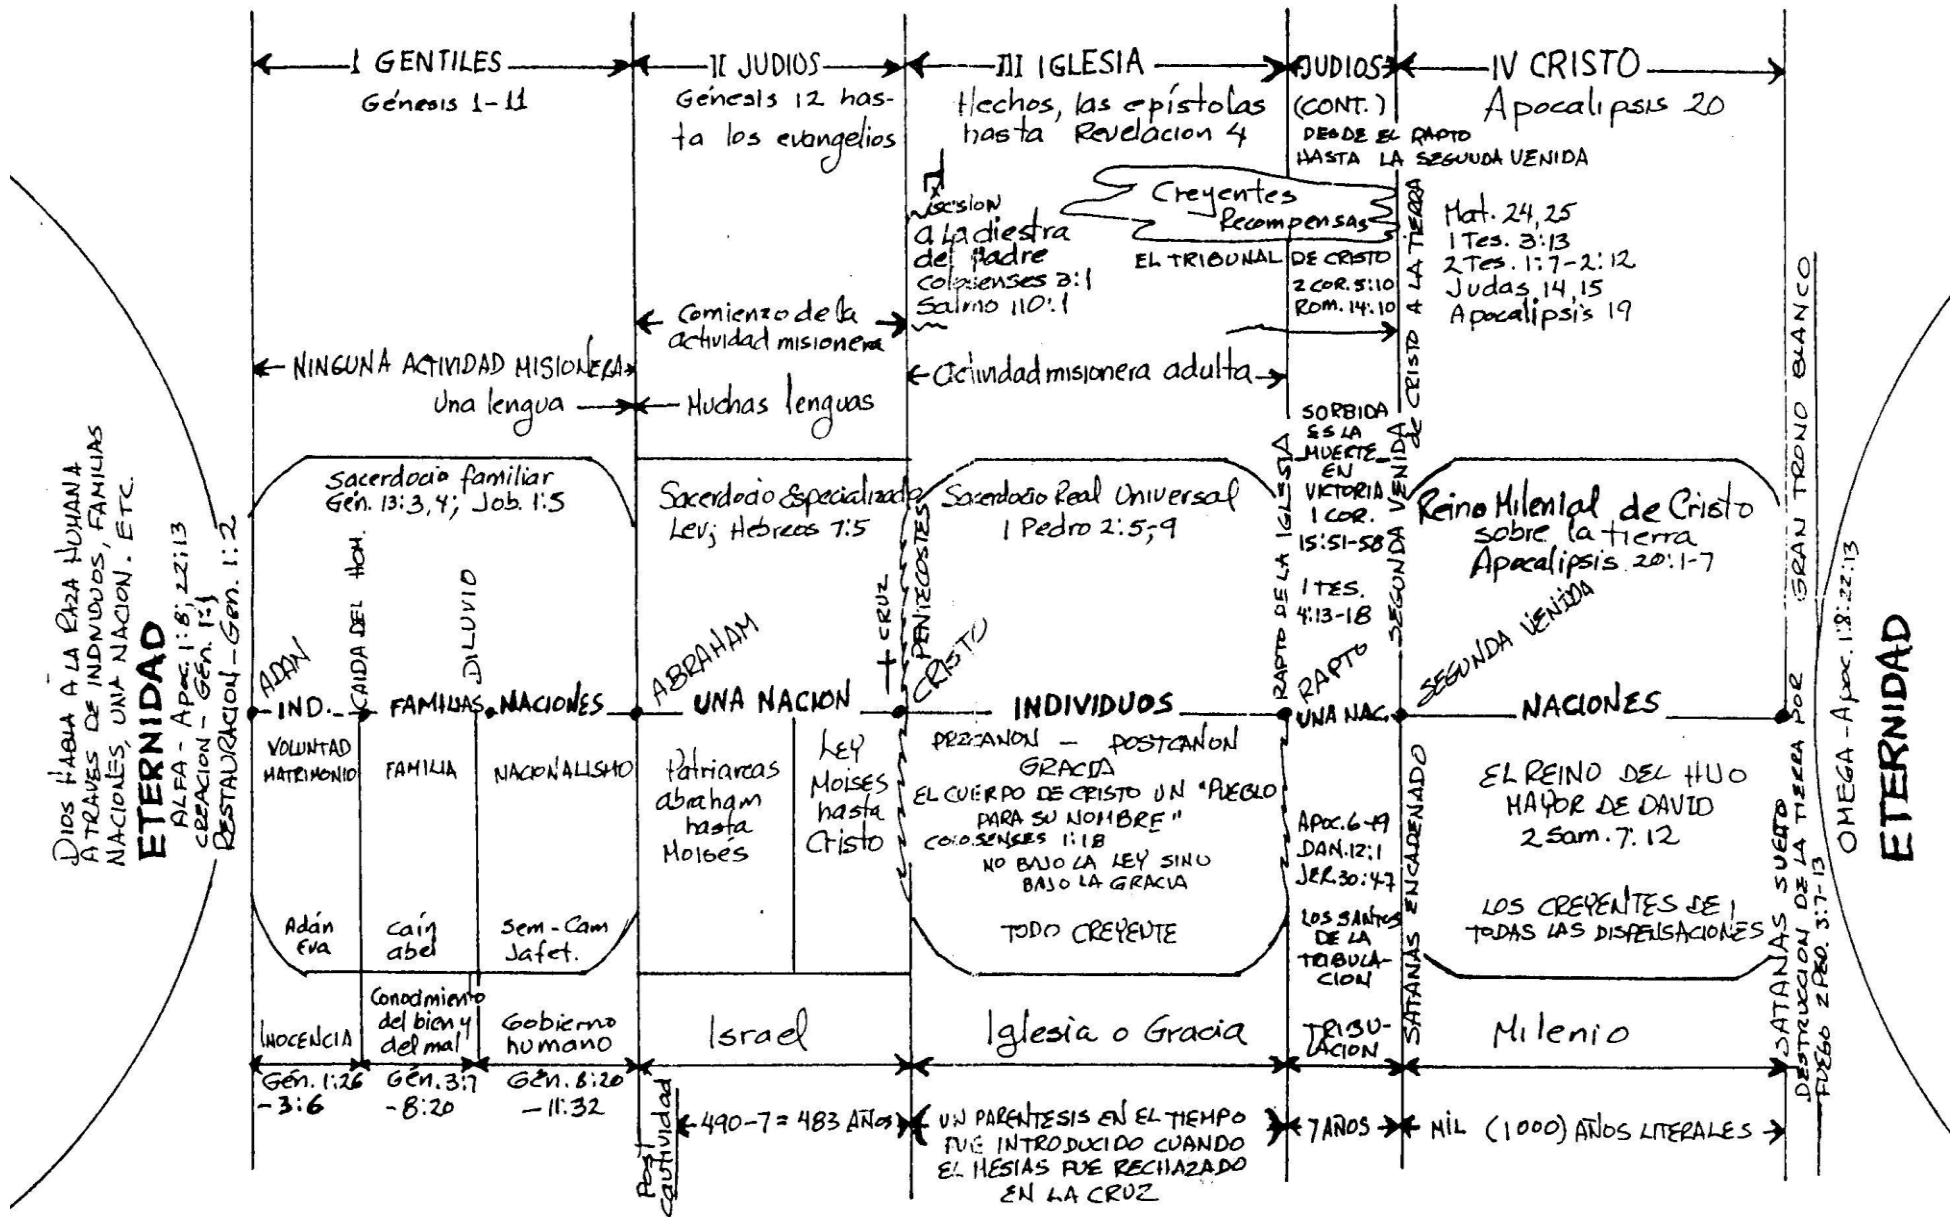 I GENTILES
Génesis 1-11
II JUDIOS
Génesis 12 has-
ta los evangelios
III IGLESIA
Hechos, las epístolas
hasta Revelacion 4
JUDIOS
(CONT.)
DESDE EL RAPTO
HASTA LA SEGUNDA VENIDA
IV CRISTO
Apocalipsis 20
a la diestra
del Padre
colosenses 3:1
Salmo 110:1
Creyentes
Recompensas
EL TRIBUNAL DE CRISTO
2 COR. 5:10
ROM. 14:10
Mat. 24, 25
1 Tes. 3:13
2 Tes. 1:7-2:12
Judas 14, 15
Apocalipsis 19
Comienzo de la
actividad misionera
NINGUNA ACTIVIDAD MISIONERA
Una lengua
Muchas lenguas
Actividad misionera adulta
DIOS HABLA A LA RAZA HUMANA
A TRAVES DE INDIVIDUOS, FAMILIAS
NACIONES, UNA NACION. ETC.
ETERNIDAD
ALFA - Apoc. 1:8; 22:13
CREACION - GÉn. 1:1
RESTAURACION - Gen. 1:2
Sacerdocio familiar
Gén. 13:3,4; Job. 1:5
Sacerdocio Especializado
Lev; Hebreos 7:5
Sacerdocio Real Universal
1 Pedro 2:5,9
SORBIDA
ES LA
MUERTE
EN
VICTORIA
1 COR.
15:51-58
1 TES.
4:13-18
Reino Milenial de Cristo
sobre la tierra
Apocalipsis 20:1-7
ADAN
CAIDA DEL HOM.
DILUVIO
ABRAHAM
CRUZ
PENTECOSTES
CRISTO
RAPTO DE LA IGLESIA
RAPTO
SEGUNDA VENIDA de CRISTO A LA TIERRA
SEGUNDA VENIDA
IND.
FAMILIAS
NACIONES
UNA NACION
INDIVIDUOS
UNA NAC.
NACIONES
VOLUNTAD
MATRIMONIO
FAMILIA
NACIONALISMO
Patriarcas
abraham
hasta
Moisés
LEY
Moises
hasta
Cristo
PRECANON - POSTCANON
GRACIA
EL CUERPO DE CRISTO UN "PUEBLO
PARA SU NOMBRE"
COLOSENSES 1:18
NO BAJO LA LEY SINO
BAJO LA GRACIA
TODO CREYENTE
APOC. 6-19
DAN. 12:1
JER. 30:4-7
LOS SANTOS
DE LA
TRIBULA-
CION
EL REINO DEL HIJO
MAYOR DE DAVID
2 Sam. 7:12
LOS CREYENTES DE
TODAS LAS DISPENSACIONES
Adán
Eva
Caín
abel
Sem-Cam
Jafet.
INOCENCIA
Conocimiento
del bien y
del mal
Gobierno
humano
Israel
Iglesia o Gracia
TRIBU-
LACION
Milenio
SATANAS ENCADENADO
SATANAS SUELTO
DESTRUCCION DE LA TIERRA POR
FUEGO 2 PED. 3:7-13
GRAN TRONO BLANCO
OMEGA - Apoc. 1:8; 22:13
ETERNIDAD
Gén. 1:26
-3:6
Gén. 3:7
-8:20
Gén. 8:20
-11:32
Post
cautividad
490-7=483 AÑOS
UN PARENTESIS EN EL TIEMPO
FUE INTRODUCIDO CUANDO
EL MESIAS FUE RECHAZADO
EN LA CRUZ
7 AÑOS
MIL (1000) AÑOS LITERALES